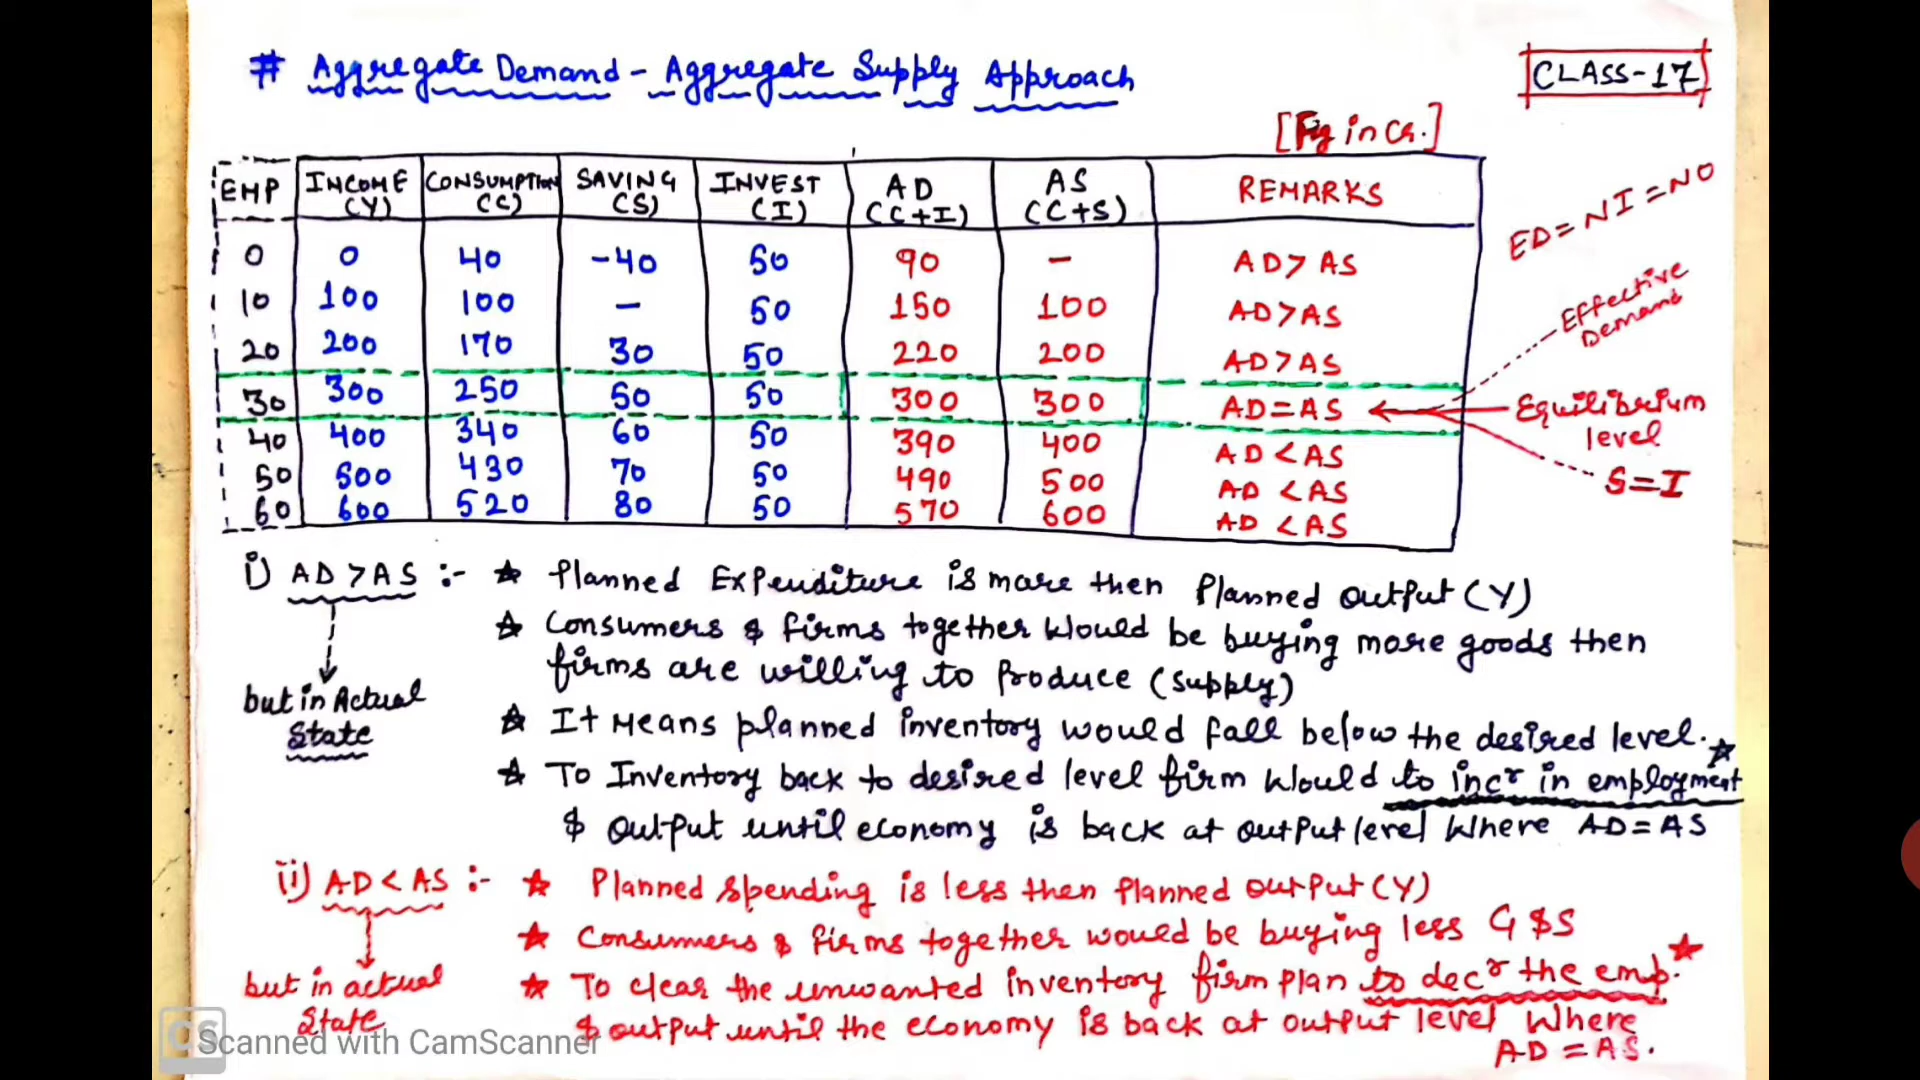 # Aggregate Demand - Aggregate Supply Approach
CLASS-17
[Fig in Cr.]
EMP | INCOME (Y) | CONSUMPTION (C) | SAVING (S) | INVEST (I) | AD (C+I) | AS (C+S) | REMARKS
0 | 0 | 40 | -40 | 50 | 90 | - | AD > AS
10 | 100 | 100 | - | 50 | 150 | 100 | AD > AS
20 | 200 | 170 | 30 | 50 | 220 | 200 | AD > AS
30 | 300 | 250 | 50 | 50 | 300 | 300 | AD = AS
40 | 400 | 340 | 60 | 50 | 390 | 400 | AD < AS
50 | 500 | 430 | 70 | 50 | 490 | 500 | AD < AS
60 | 600 | 520 | 80 | 50 | 570 | 600 | AD < AS
ED = NI = NO
Effective
Demand
Equilibrium
level
S = I
i) AD > AS :- ★ Planned Expenditure is more then Planned output (Y)
★ Consumers & firms together would be buying more goods then
firms are willing to Produce (supply)
but in Actual
State
★ It Means planned inventory would fall below the desired level.
★ To Inventory back to desired level firm would to incr in employment ★
& output until economy is back at output level where AD = AS
ii) AD < AS :- ★ Planned spending is less then planned output (Y)
★ Consumers & firms together would be buying less G & S
but in actual
State
★ To clear the unwanted inventory firm plan to decr the emp. ★
& output until the economy is back at output level where
AD = AS.
CS Scanned with CamScanner